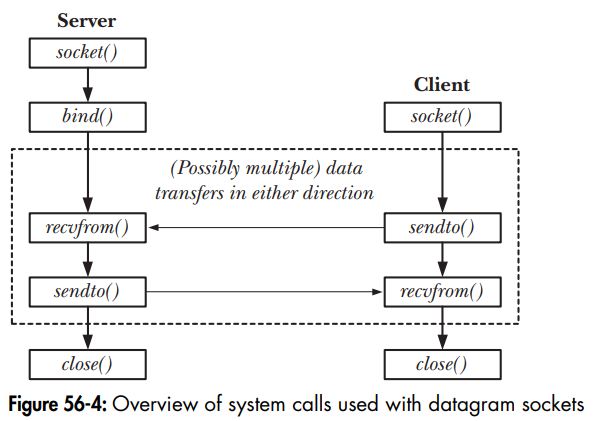 Server
socket()
bind()
Client
socket()
(Possibly multiple) data
transfers in either direction
recvfrom()
sendto()
sendto()
recvfrom()
close()
close()
Figure 56-4: Overview of system calls used with datagram sockets